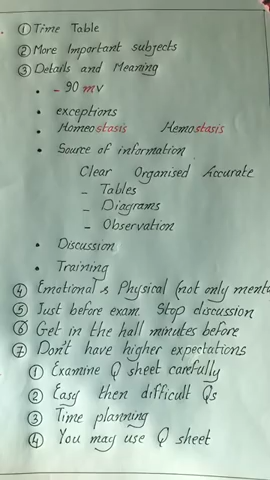 ① Time Table
② More Important subjects
③ Details and Meaning
• - 90 mv
• exceptions
• Homeostasis Hemostasis
• Source of information
Clear Organised Accurate
- Tables
- Diagrams
- Observation
• Discussion
• Training
④ Emotional & Physical (not only ment
⑤ Just before exam Stop discussion
⑥ Get in the hall minutes before
⑦ Don't have higher expectations
① Examine Q sheet carefully
② Easy then difficult Qs
③ Time planning
④ You may use Q sheet